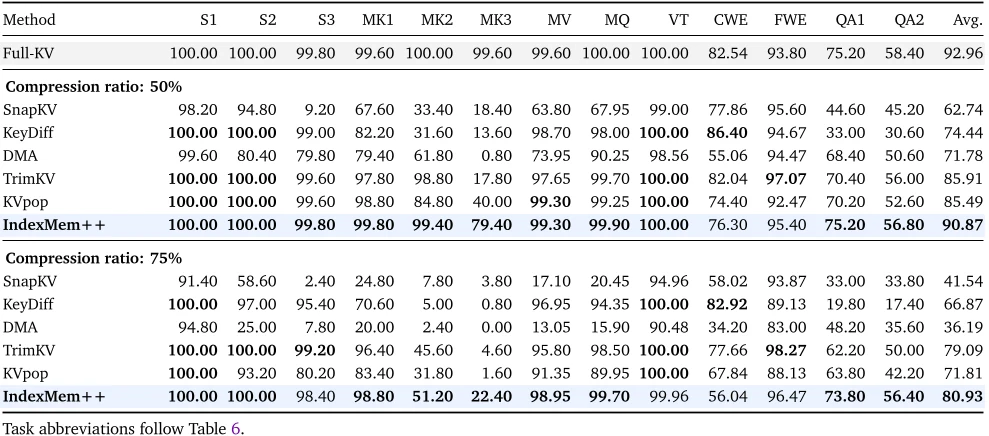 Method S1 S2 S3 MK1 MK2 MK3 MV MQ VT CWE FWE QA1 QA2 Avg.
Full-KV 100.00 100.00 99.80 99.60 100.00 99.60 99.60 100.00 100.00 82.54 93.80 75.20 58.40 92.96
Compression ratio: 50%
SnapKV 98.20 94.80 9.20 67.60 33.40 18.40 63.80 67.95 99.00 77.86 95.60 44.60 45.20 62.74
KeyDiff 100.00 100.00 99.00 82.20 31.60 13.60 98.70 98.00 100.00 86.40 94.67 33.00 30.60 74.44
DMA 99.60 80.40 79.80 79.40 61.80 0.80 73.95 90.25 98.56 55.06 94.47 68.40 50.60 71.78
TrimKV 100.00 100.00 99.60 97.80 98.80 17.80 97.65 99.70 100.00 82.04 97.07 70.40 56.00 85.91
KVpop 100.00 100.00 99.60 98.80 84.80 40.00 99.30 99.25 100.00 74.40 92.47 70.20 52.60 85.49
IndexMem++ 100.00 100.00 99.80 99.80 99.40 79.40 99.30 99.90 100.00 76.30 95.40 75.20 56.80 90.87
Compression ratio: 75%
SnapKV 91.40 58.60 2.40 24.80 7.80 3.80 17.10 20.45 94.96 58.02 93.87 33.00 33.80 41.54
KeyDiff 100.00 97.00 95.40 70.60 5.00 0.80 96.95 94.35 100.00 82.92 89.13 19.80 17.40 66.87
DMA 94.80 25.00 7.80 20.00 2.40 0.00 13.05 15.90 90.48 34.20 83.00 48.20 35.60 36.19
TrimKV 100.00 100.00 99.20 96.40 45.60 4.60 95.80 98.50 100.00 77.66 98.27 62.20 50.00 79.09
KVpop 100.00 93.20 80.20 83.40 31.80 1.60 91.35 89.95 100.00 67.84 88.13 63.80 42.20 71.81
IndexMem++ 100.00 100.00 98.40 98.80 51.20 22.40 98.95 99.70 99.96 56.04 96.47 73.80 56.40 80.93
Task abbreviations follow Table 6.